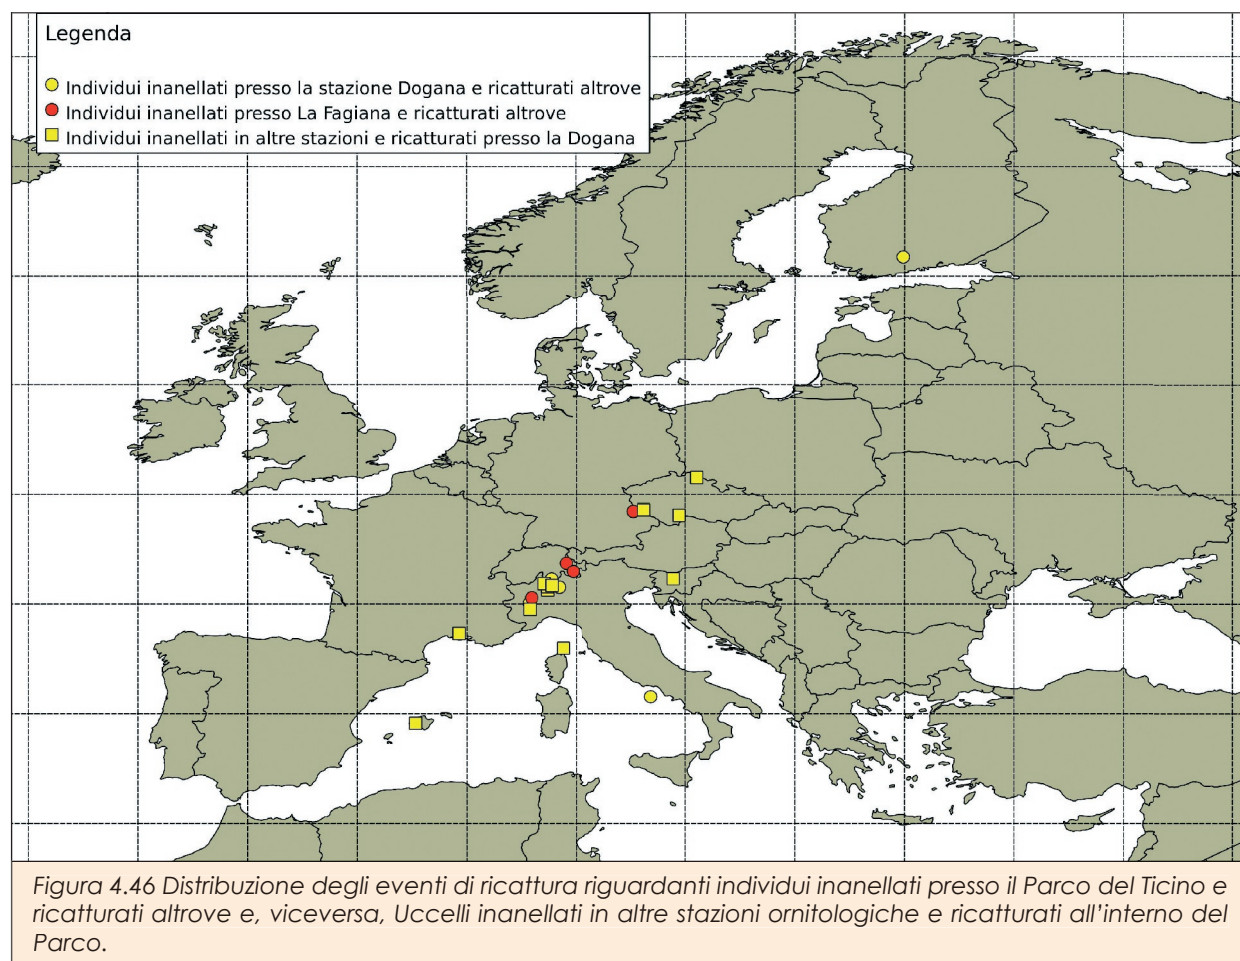 Legenda
Individui inanellati presso la stazione Dogana e ricatturati altrove
Individui inanellati presso La Fagiana e ricatturati altrove
Individui inanellati in altre stazioni e ricatturati presso la Dogana
Figura 4.46 Distribuzione degli eventi di ricattura riguardanti individui inanellati presso il Parco del Ticino e
ricatturati altrove e, viceversa, Uccelli inanellati in altre stazioni ornitologiche e ricatturati all'interno del
Parco.